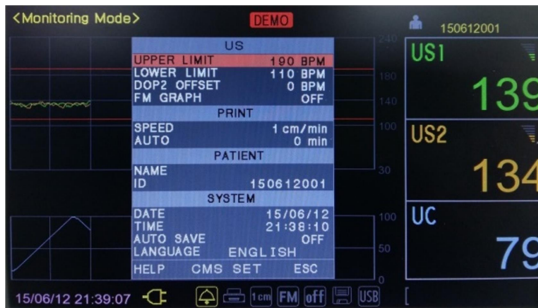 <Monitoring Mode>
DEMO
150612001
240
180
140
100
30
100
50
0
US
UPPER LIMIT 190 BPM
LOWER LIMIT 110 BPM
DOP2 OFFSET 0 BPM
FM GRAPH OFF
PRINT
SPEED 1 cm/min
AUTO 0 min
PATIENT
NAME
ID 150612001
SYSTEM
DATE 15/06/12
TIME 21:38:10
AUTO SAVE OFF
LANGUAGE ENGLISH
HELP CMS SET ESC
US1
139
US2
134
UC
79
15/06/12 21:39:07
1cm FM off USB